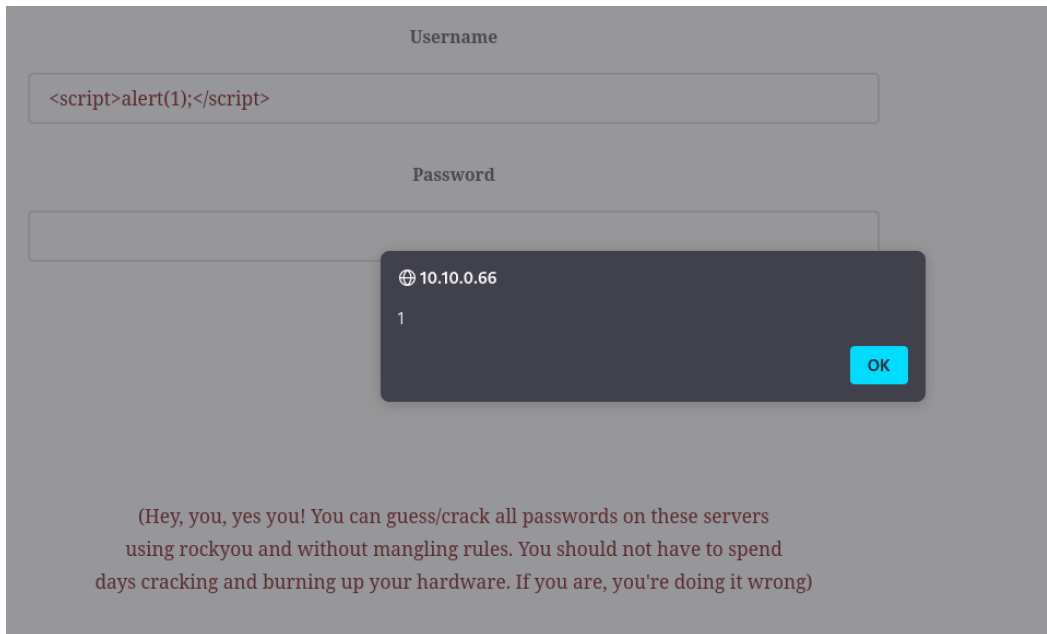 Username
<script>alert(1);</script>
Password
10.10.0.66
1
OK
(Hey, you, yes you! You can guess/crack all passwords on these servers
using rockyou and without mangling rules. You should not have to spend
days cracking and burning up your hardware. If you are, you're doing it wrong)